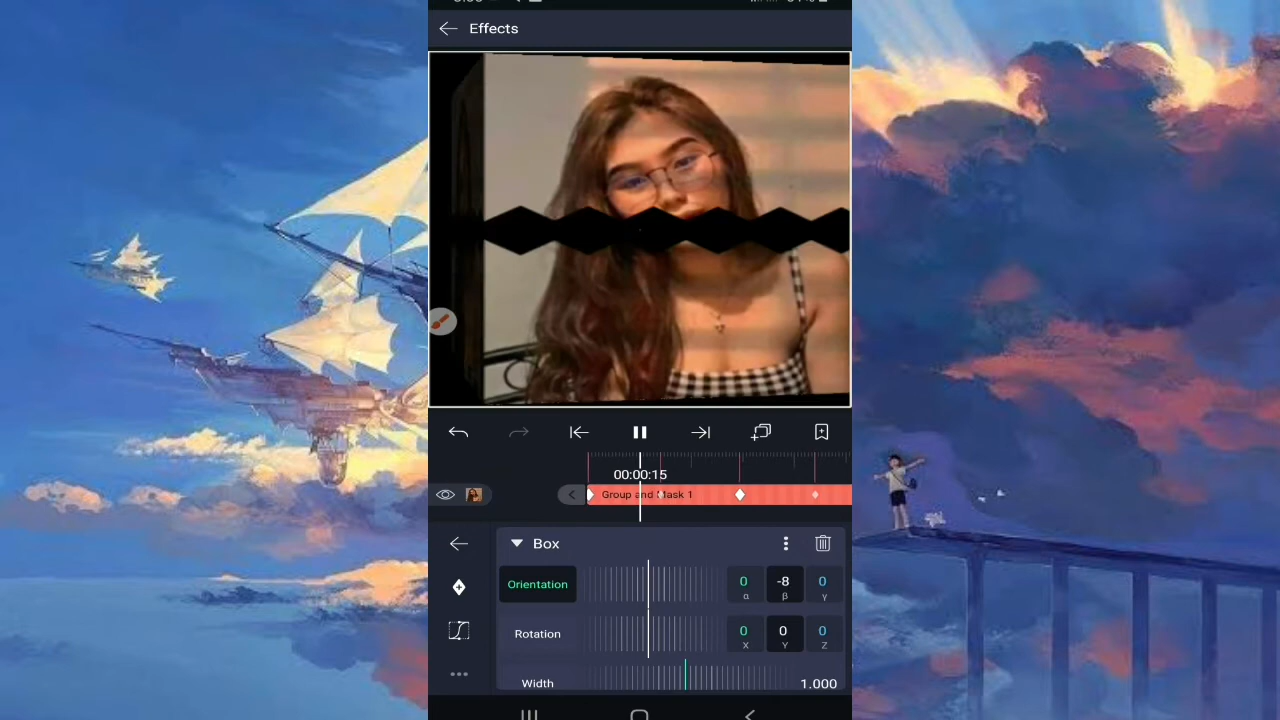 Effects
00:00:15
Group and Mask 1
Box
Orientation
0 -8 0
α β γ
Rotation
0 0 0
X Y Z
Width 1.000